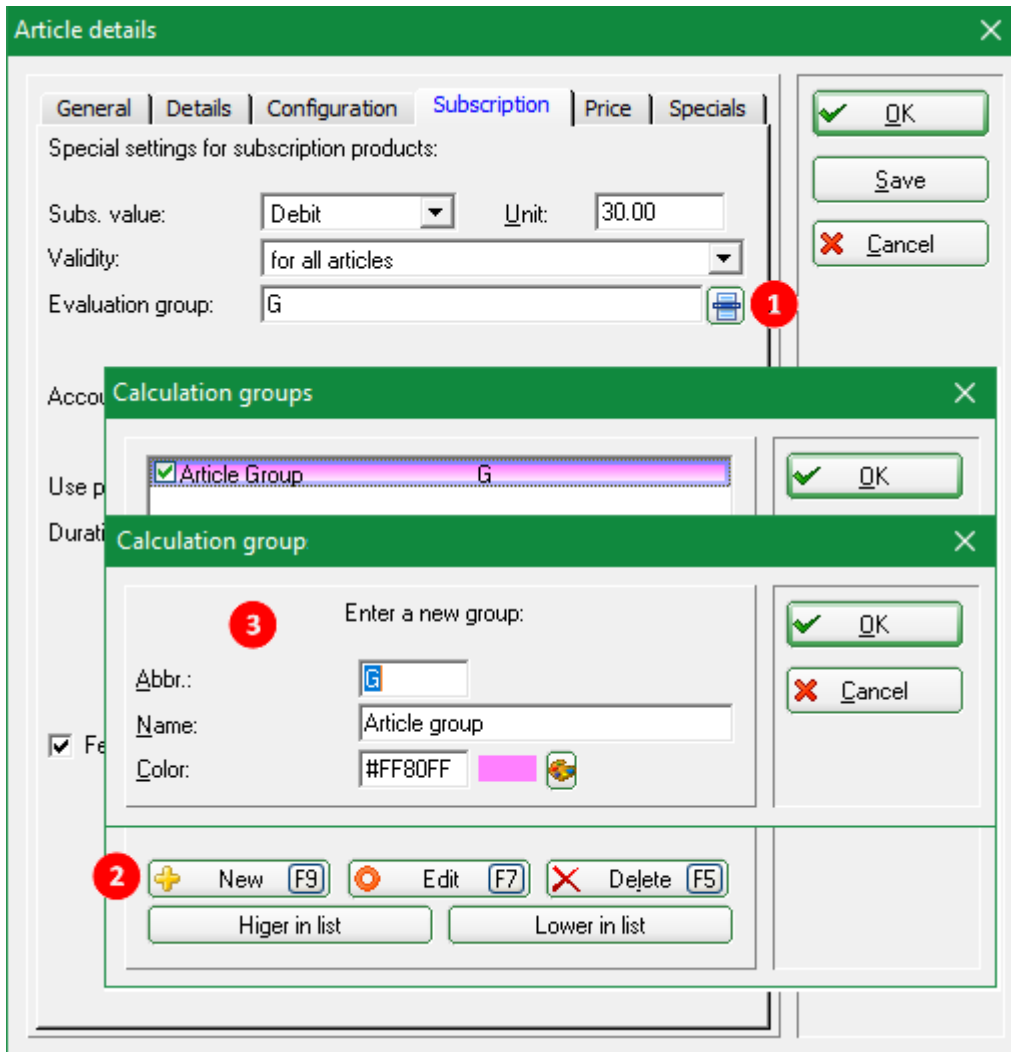 Article details
General Details Configuration Subscription Price Specials
OK
Special settings for subscription products:
Save
Subs. value: Debit Unit: 30.00
Validity: for all articles
Cancel
Evaluation group: G
1
Accou
Calculation groups
Article Group G
OK
Use p
Durati
Calculation group
3
Enter a new group:
OK
Abbr.: G
Cancel
Name: Article group
Fe
Color: #FF80FF
2
New F9 Edit F7 Delete F5
Higer in list Lower in list